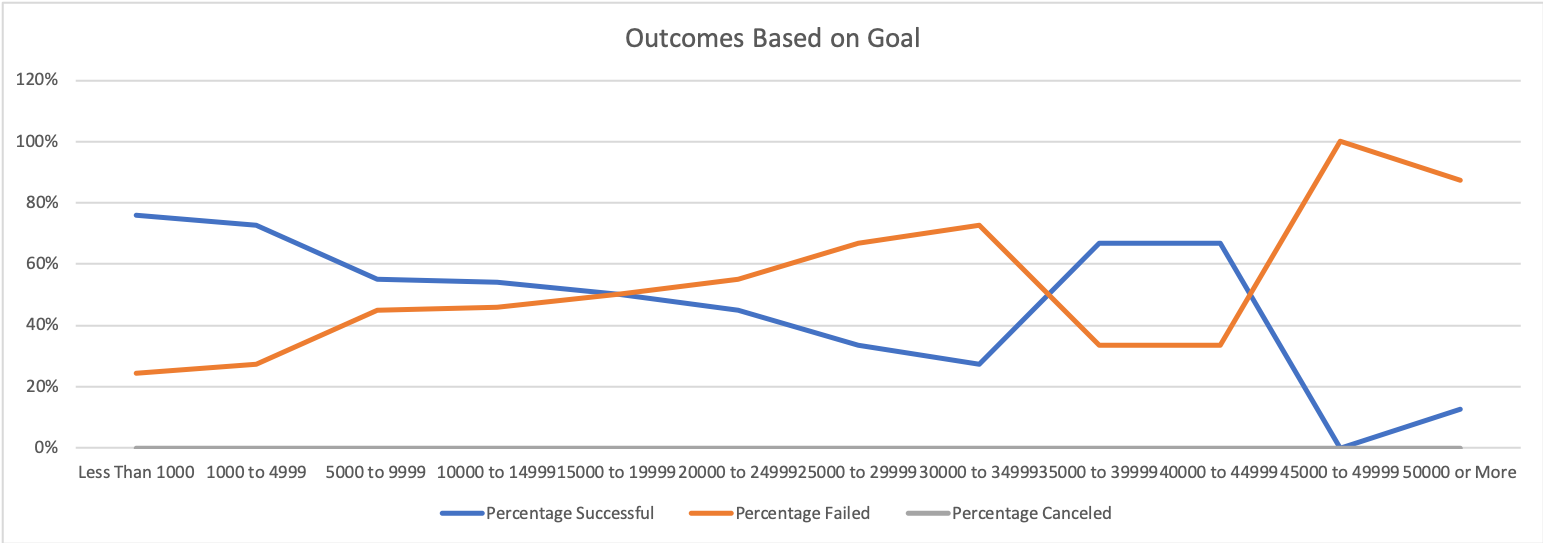 Outcomes Based on Goal
120%
100%
80%
60%
40%
20%
0%
Less Than 1000 1000 to 4999 5000 to 9999 10000 to 14999 15000 to 19999 20000 to 24999 25000 to 29999 30000 to 34999 35000 to 39999 40000 to 44999 45000 to 49999 50000 or More
Percentage Successful Percentage Failed Percentage Canceled